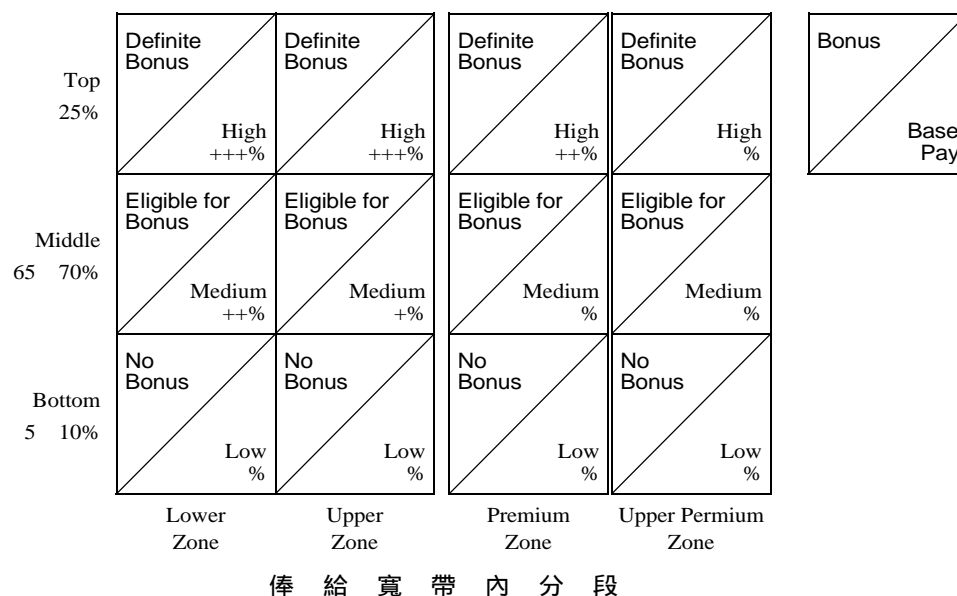 Definite
Bonus
High
+++%
Definite
Bonus
High
+++%
Definite
Bonus
High
++%
Definite
Bonus
High
%
Bonus
Base
Pay
Top
25%
Eligible for
Bonus
Medium
++%
Eligible for
Bonus
Medium
+%
Eligible for
Bonus
Medium
%
Eligible for
Bonus
Medium
%
Middle
65 70%
No
Bonus
Low
%
No
Bonus
Low
%
No
Bonus
Low
%
No
Bonus
Low
%
Bottom
5 10%
Lower
Zone
Upper
Zone
Premium
Zone
Upper Permium
Zone
俸給寬帶內分段